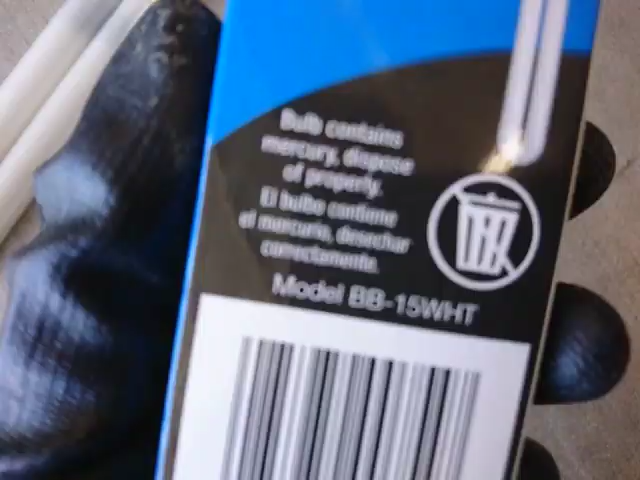 Bulb contains
mercury, dispose
of properly.
El bulbo contiene
el mercurio, desechar
correctamente.
Model BB-15WHT